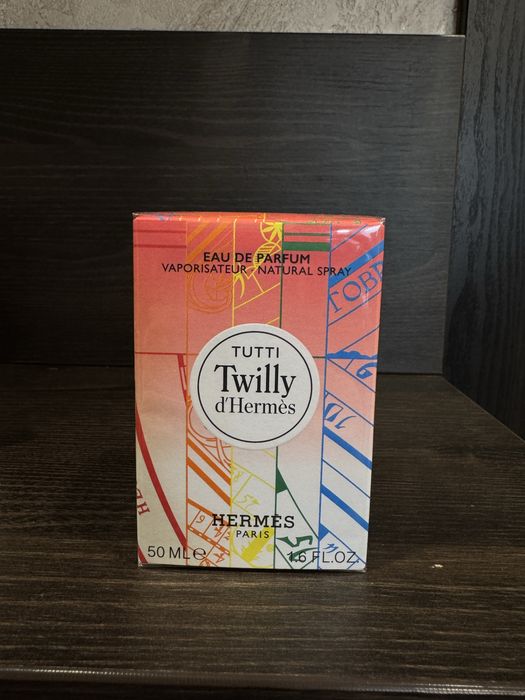 EAU DE PARFUM
VAPORISATEUR · NATURAL SPRAY
TUTTI
Twilly
d'Hermès
HERMÈS
PARIS
50 ML e 1.6 FL.OZ.